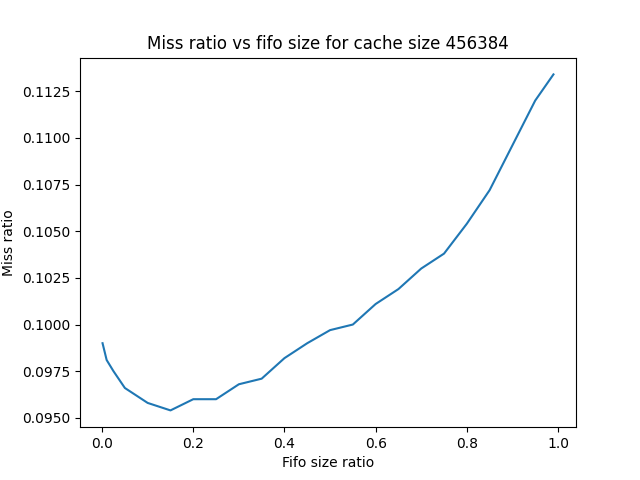 Miss ratio vs fifo size for cache size 456384
0.1125
0.1100
0.1075
0.1050
0.1025
0.1000
0.0975
0.0950
Miss ratio
0.0 0.2 0.4 0.6 0.8 1.0
Fifo size ratio